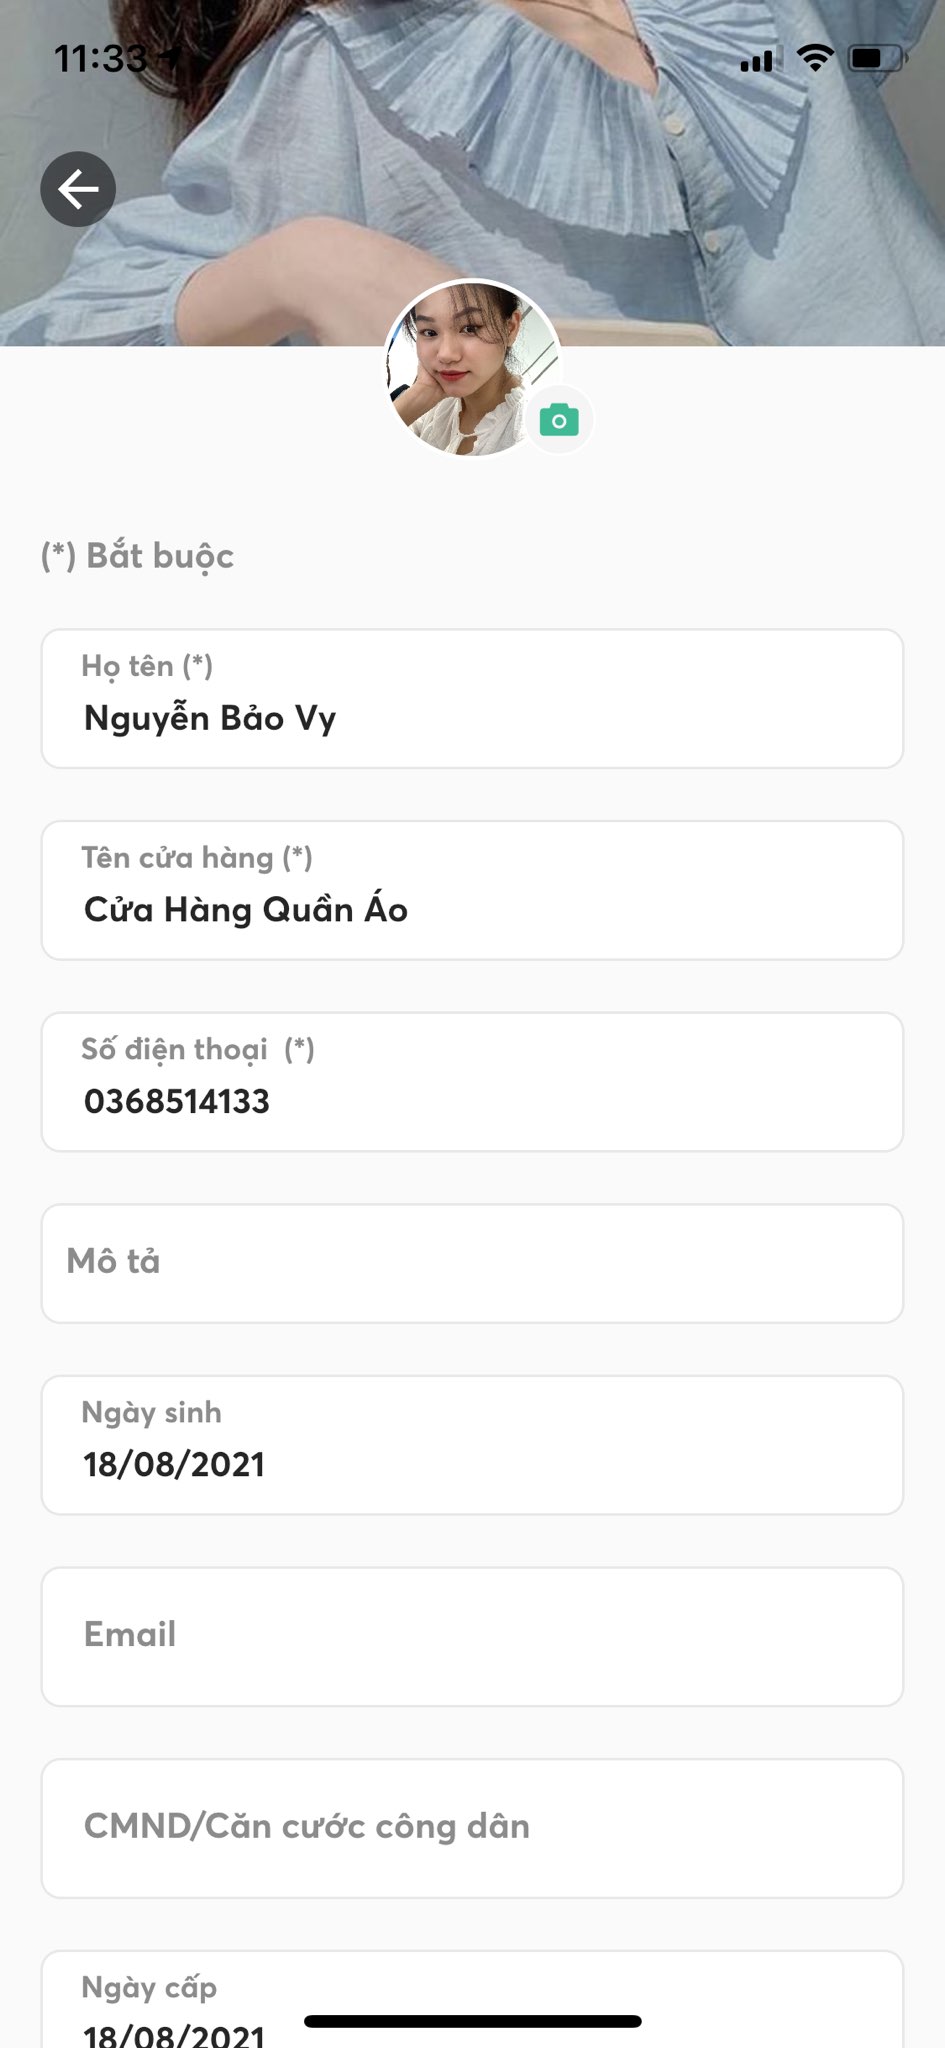 11:33
(*) Bắt buộc
Họ tên (*)
Nguyễn Bảo Vy
Tên cửa hàng (*)
Cửa Hàng Quần Áo
Số điện thoại (*)
0368514133
Mô tả
Ngày sinh
18/08/2021
Email
CMND/Căn cước công dân
Ngày cấp
18/08/2021